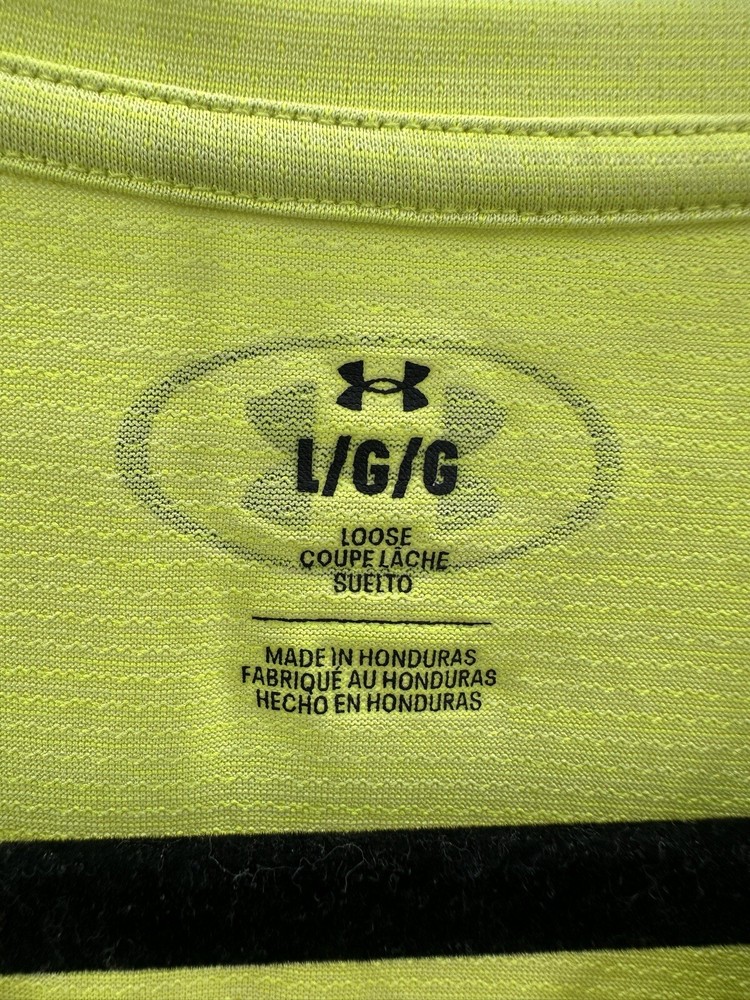 L/G/G
LOOSE
COUPE LÂCHE
SUELTO
MADE IN HONDURAS
FABRIQUÉ AU HONDURAS
HECHO EN HONDURAS